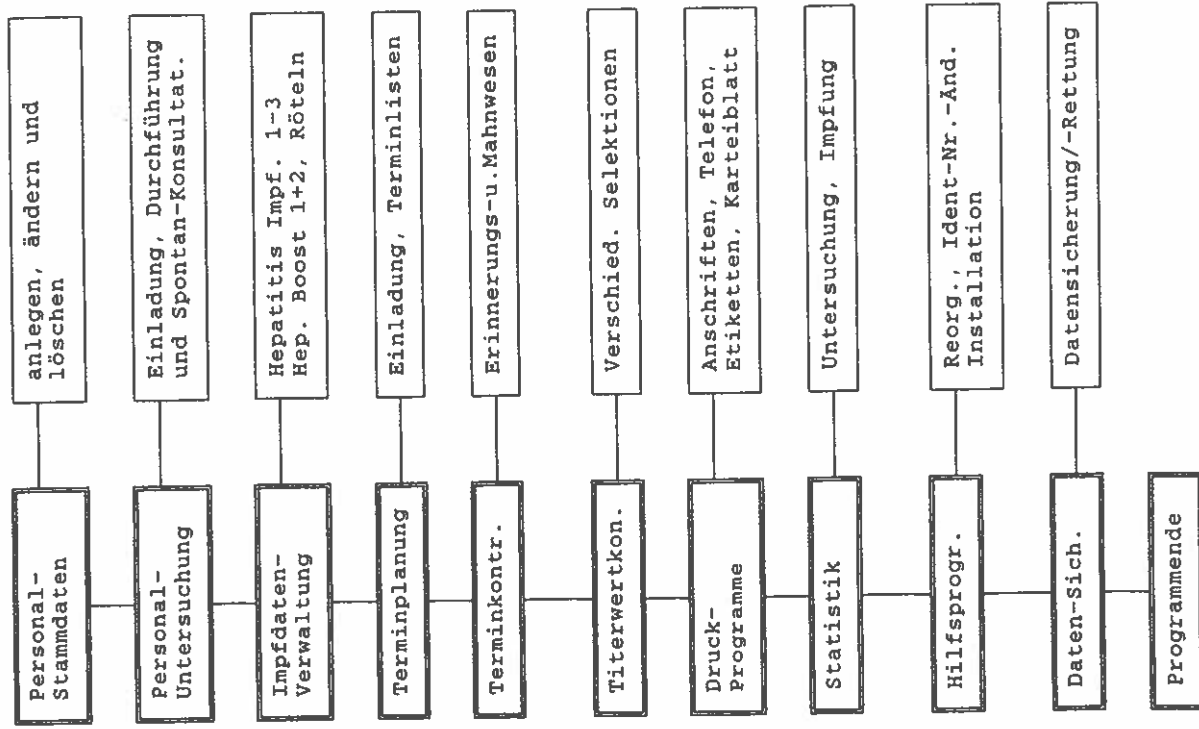 Personal-
Stammdaten
anlegen, ändern und
löschen
Personal-
Untersuchung
Einladung, Durchführung
und Spontan-Konsultat.
Impfdaten-
Verwaltung
Hepatitis Impf. 1-3
Hep. Boost 1+2, Röteln
Terminplanung
Einladung, Terminlisten
Terminkontr.
Erinnerungs-u.Mahnwesen
Titerwertkon.
Verschied. Selektionen
Druck-
Programme
Anschriften, Telefon,
Etiketten, Karteiblatt
Statistik
Untersuchung, Impfung
Hilfsprogr.
Reorg., Ident-Nr.-Änd.
Installation
Daten-Sich.
Datensicherung/-Rettung
Programmende